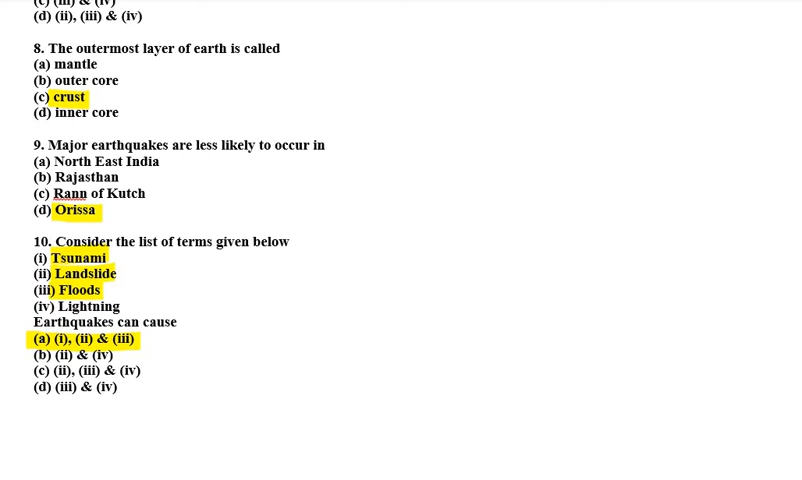 (c) (iii) & (iv)
(d) (ii), (iii) & (iv)
8. The outermost layer of earth is called
(a) mantle
(b) outer core
(c) crust
(d) inner core
9. Major earthquakes are less likely to occur in
(a) North East India
(b) Rajasthan
(c) Rann of Kutch
(d) Orissa
10. Consider the list of terms given below
(i) Tsunami
(ii) Landslide
(iii) Floods
(iv) Lightning
Earthquakes can cause
(a) (i), (ii) & (iii)
(b) (ii) & (iv)
(c) (ii), (iii) & (iv)
(d) (iii) & (iv)